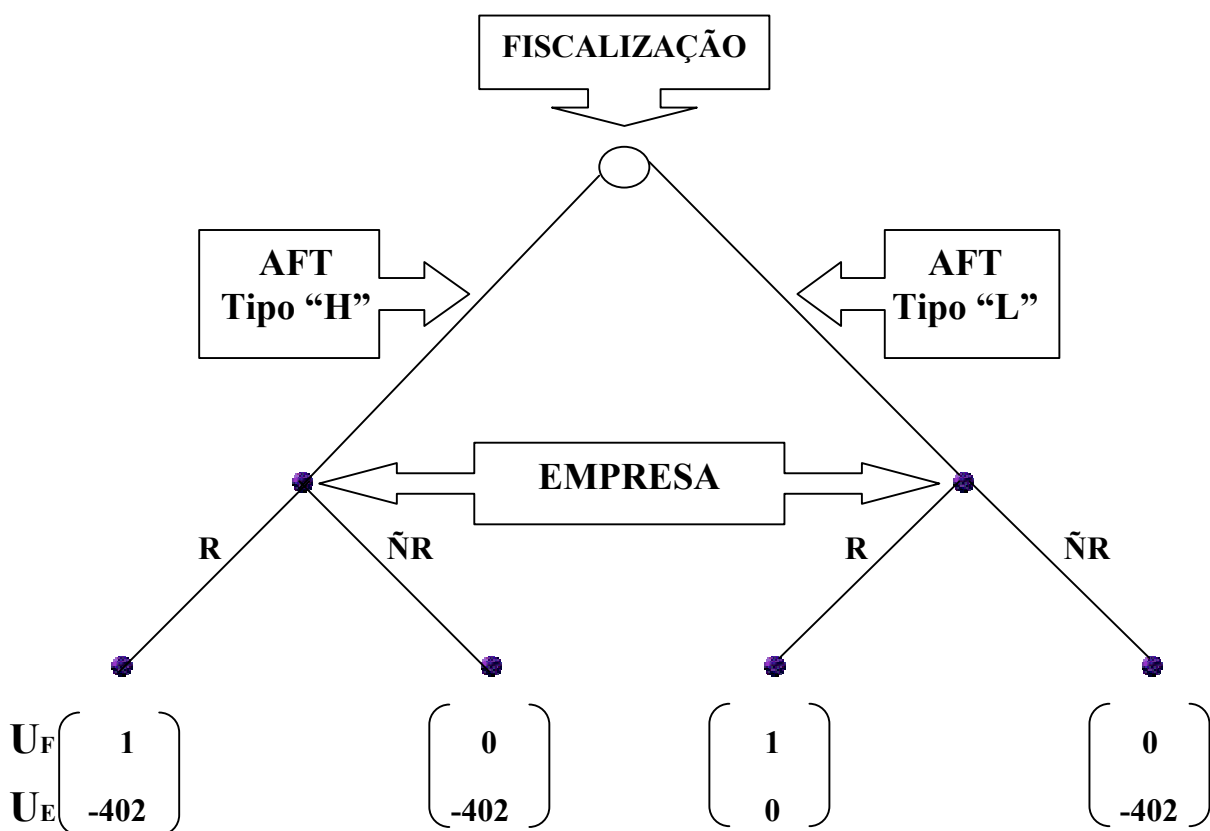 FISCALIZAÇÃO
AFT
Tipo “H”
AFT
Tipo “L”
EMPRESA
R ÑR R ÑR
UF 1 0 1 0
UE -402 -402 0 -402